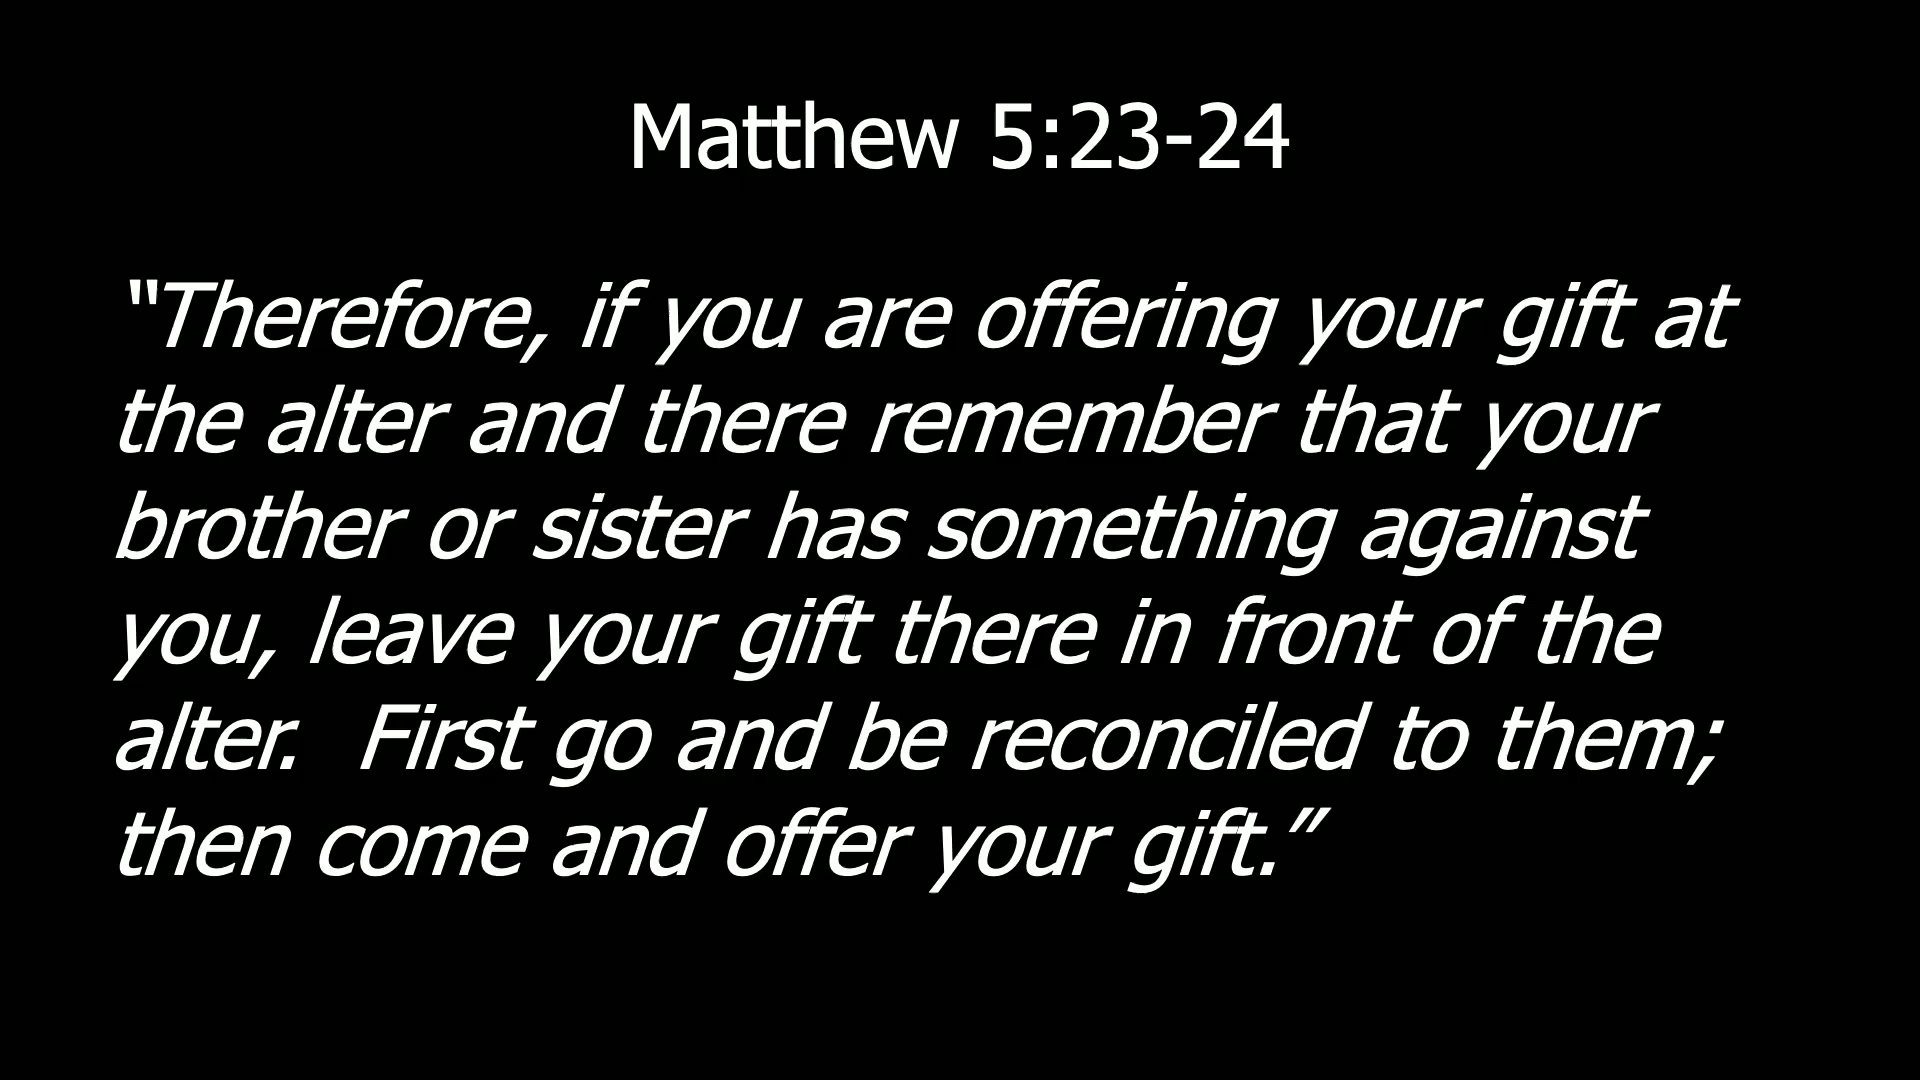 Matthew 5:23-24
“Therefore, if you are offering your gift at
the alter and there remember that your
brother or sister has something against
you, leave your gift there in front of the
alter.  First go and be reconciled to them;
then come and offer your gift.”